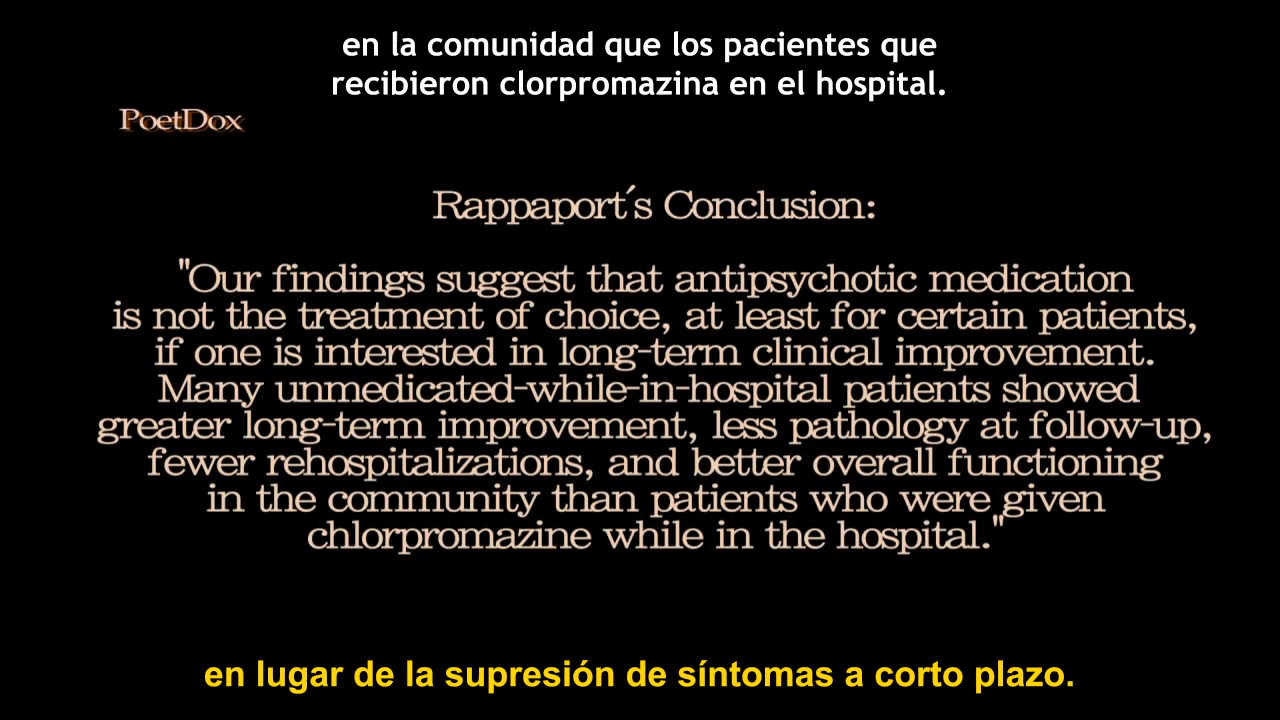 en la comunidad que los pacientes que
recibieron clorpromazina en el hospital.
PoetDox
Rappaport´s Conclusion:
"Our findings suggest that antipsychotic medication
is not the treatment of choice, at least for certain patients,
if one is interested in long-term clinical improvement.
Many unmedicated-while-in-hospital patients showed
greater long-term improvement, less pathology at follow-up,
fewer rehospitalizations, and better overall functioning
in the community than patients who were given
chlorpromazine while in the hospital."
en lugar de la supresión de síntomas a corto plazo.